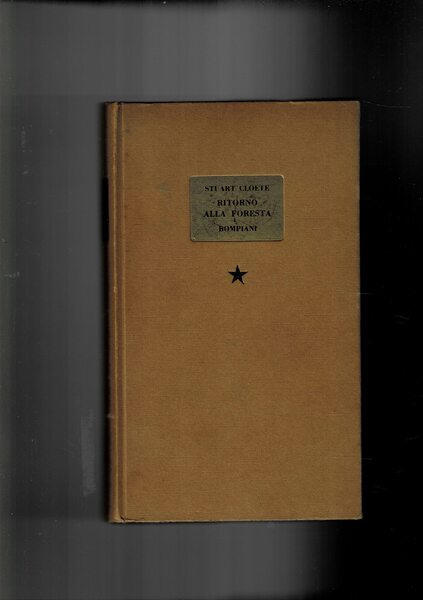 STUART CLOETE
RITORNO
ALLA FORESTA
BOMPIANI